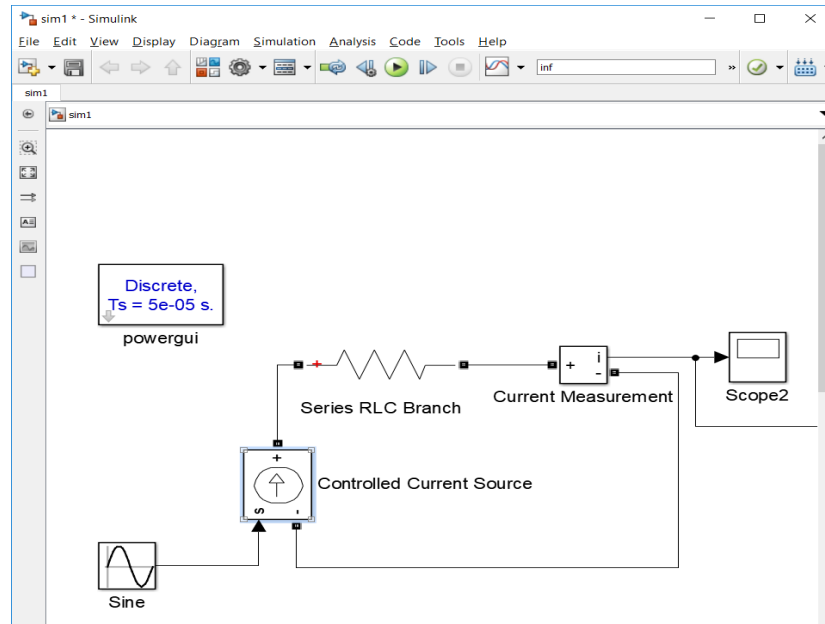 sim1 * - Simulink
File Edit View Display Diagram Simulation Analysis Code Tools Help
inf »
sim1
sim1
Discrete,
Ts = 5e-05 s.
powergui
+
Series RLC Branch
+ i -
Current Measurement
Scope2
+
s -
Controlled Current Source
Sine